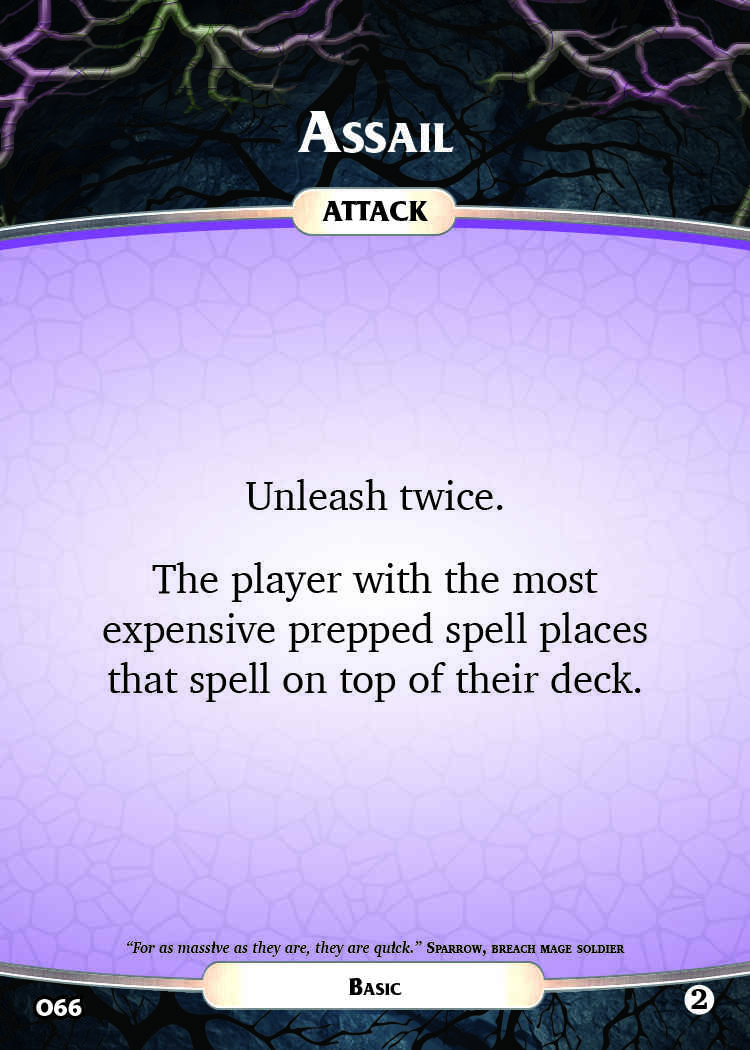 Assail
ATTACK
Unleash twice.
The player with the most
expensive prepped spell places
that spell on top of their deck.
“For as massive as they are, they are quick.” Sparrow, breach mage soldier
Basic
066
2